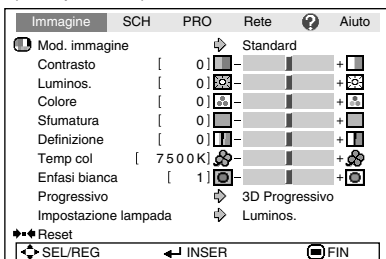 Immagine SCH PRO Rete ? Aiuto
Mod. immagine Standard
Contrasto [ 0] - +
Luminos. [ 0] - +
Colore [ 0] - +
Sfumatura [ 0] - +
Definizione [ 0] - +
Temp col [ 7500K] - +
Enfasi bianca [ 1] - +
Progressivo 3D Progressivo
Impostazione lampada Luminos.
Reset
SEL/REG INSER FIN